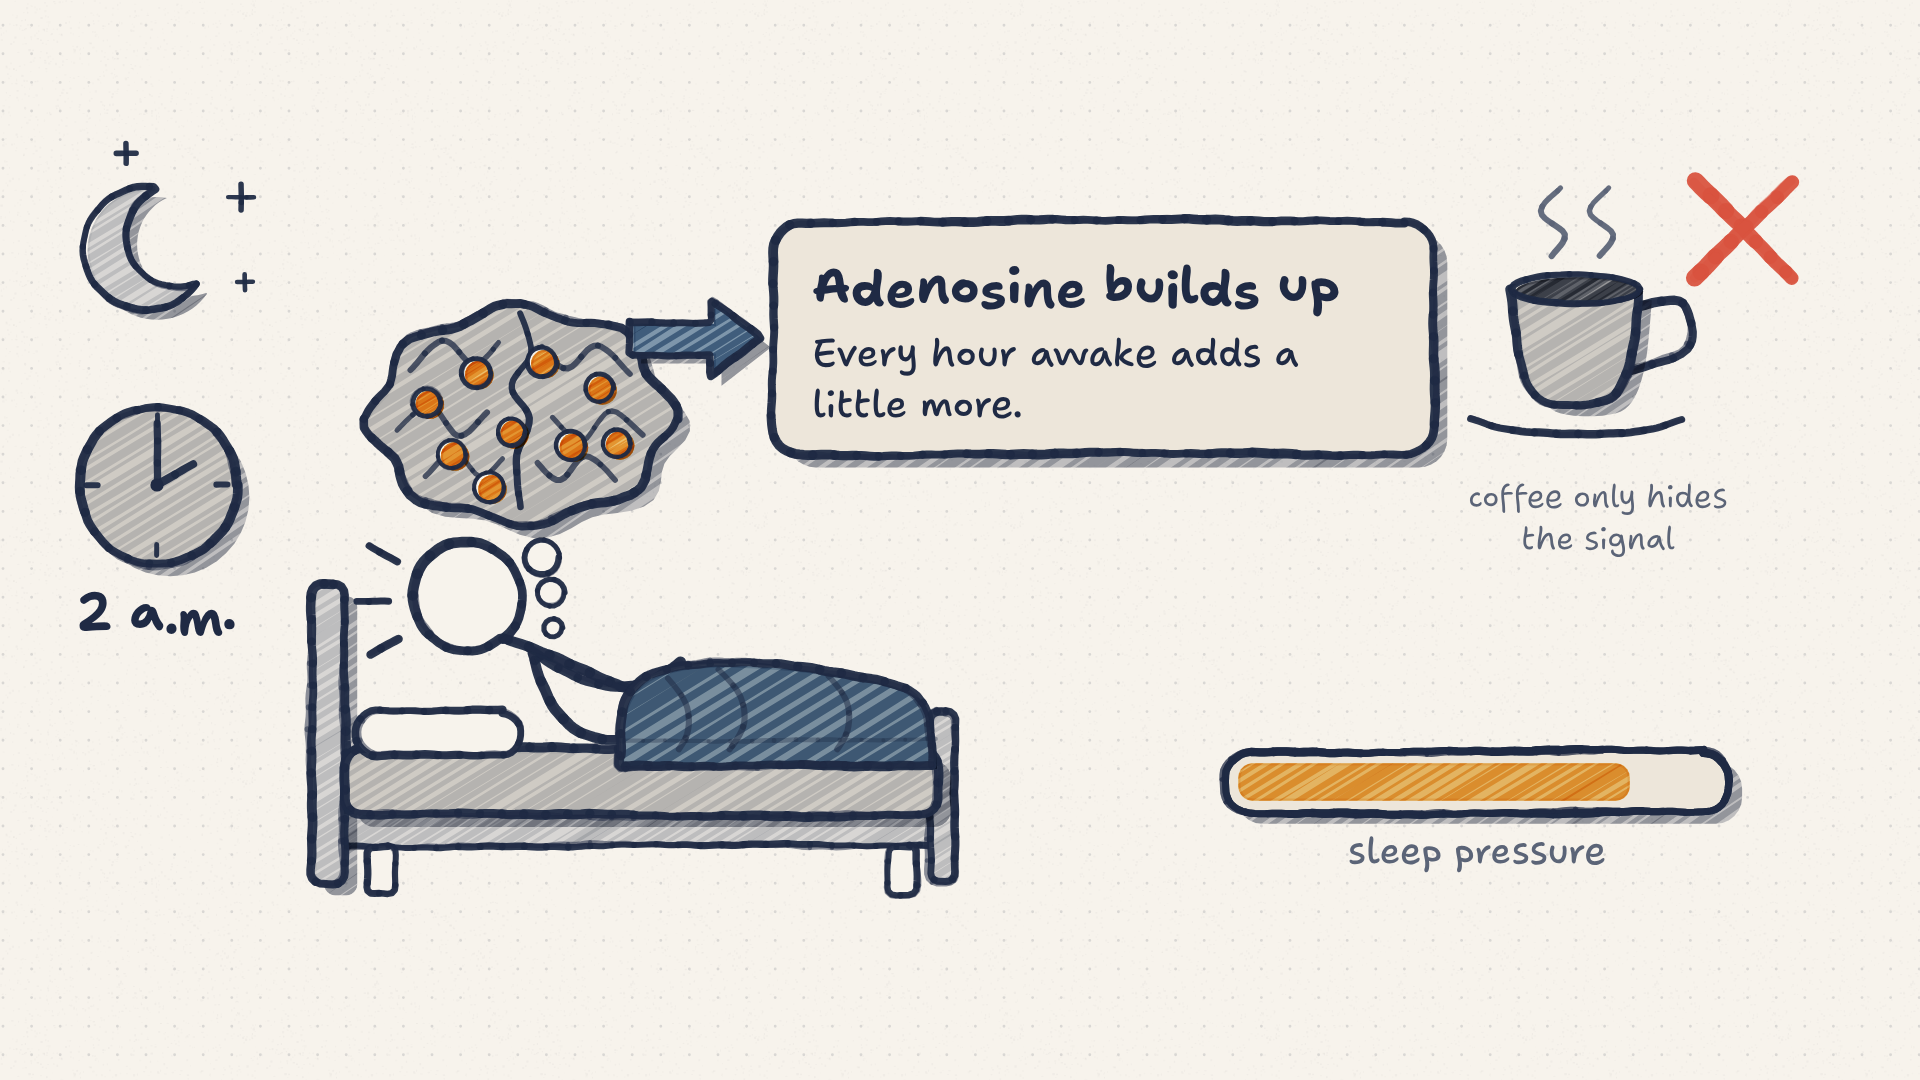 2 a.m.
Adenosine builds up
Every hour awake adds a
little more.
coffee only hides
the signal
sleep pressure